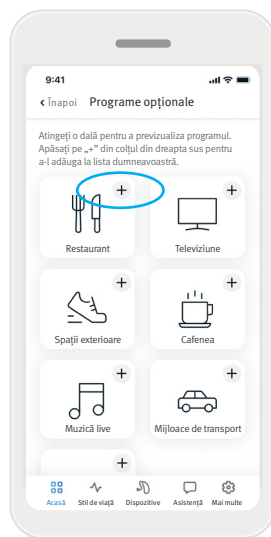 9:41
Înapoi Programe opționale
Atingeți o dată pentru a previzualiza programul.
Apăsați pe „+” din colțul din dreapta sus pentru
a-l adăuga la lista dumneavoastră.
Restaurant Televiziune
Spații exterioare Cafenea
Muzică live Mijloace de transport
Acasă Stil de viață Dispozitive Asistență Mai multe